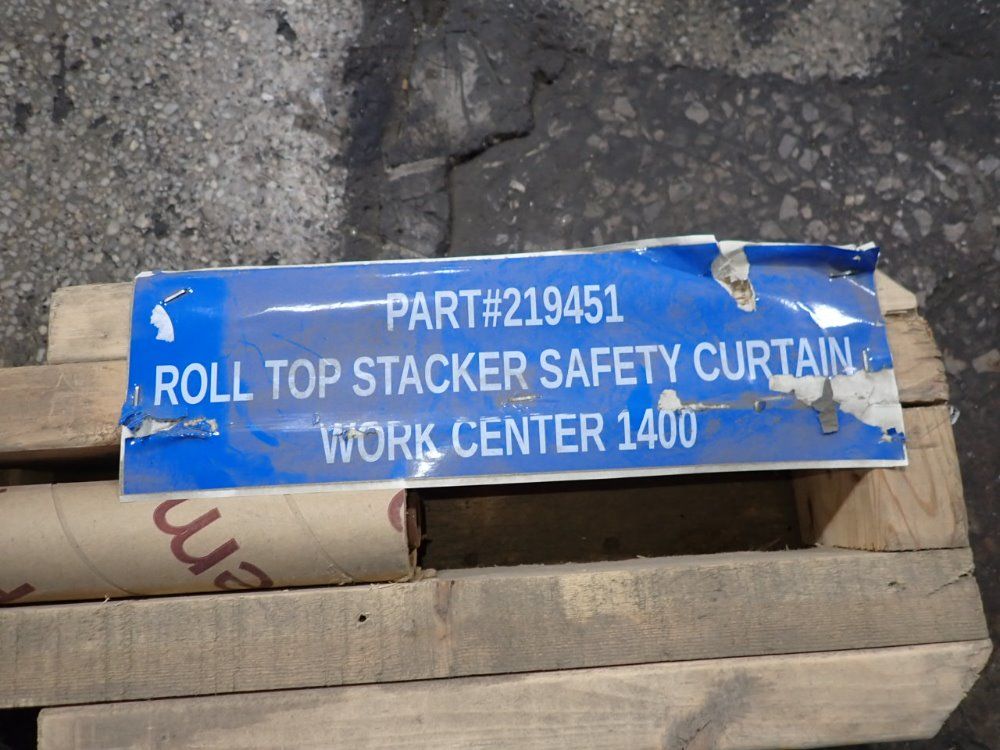 PART#219451
ROLL TOP STACKER SAFETY CURTAIN
WORK CENTER 1400